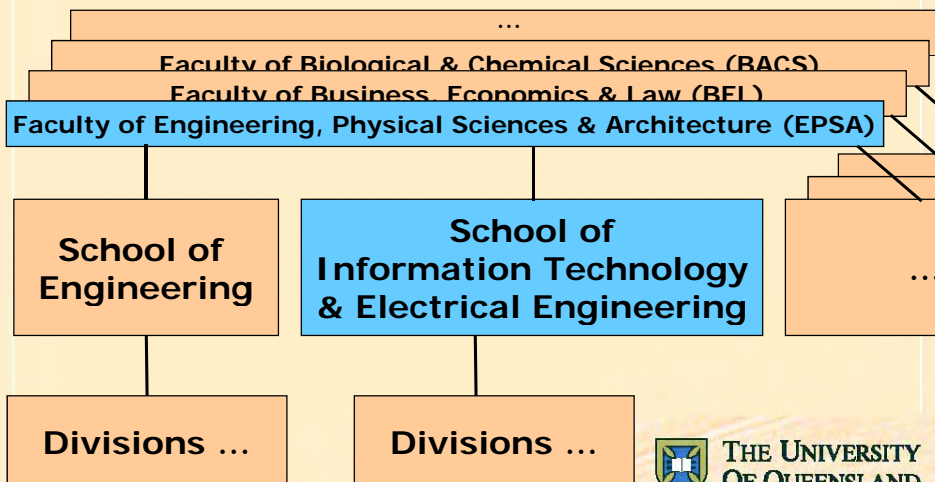 ...
Faculty of Biological & Chemical Sciences (BACS)
Faculty of Business, Economics & Law (BEL)
Faculty of Engineering, Physical Sciences & Architecture (EPSA)
School of
Engineering
School of
Information Technology
& Electrical Engineering
...
Divisions ...
Divisions ...
THE UNIVERSITY
OF QUEENSLAND